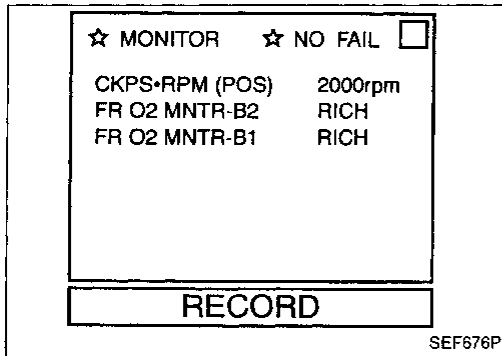 ☆ MONITOR ☆ NO FAIL
CKPS•RPM (POS) 2000rpm
FR O2 MNTR-B2 RICH
FR O2 MNTR-B1 RICH
RECORD
SEF676P